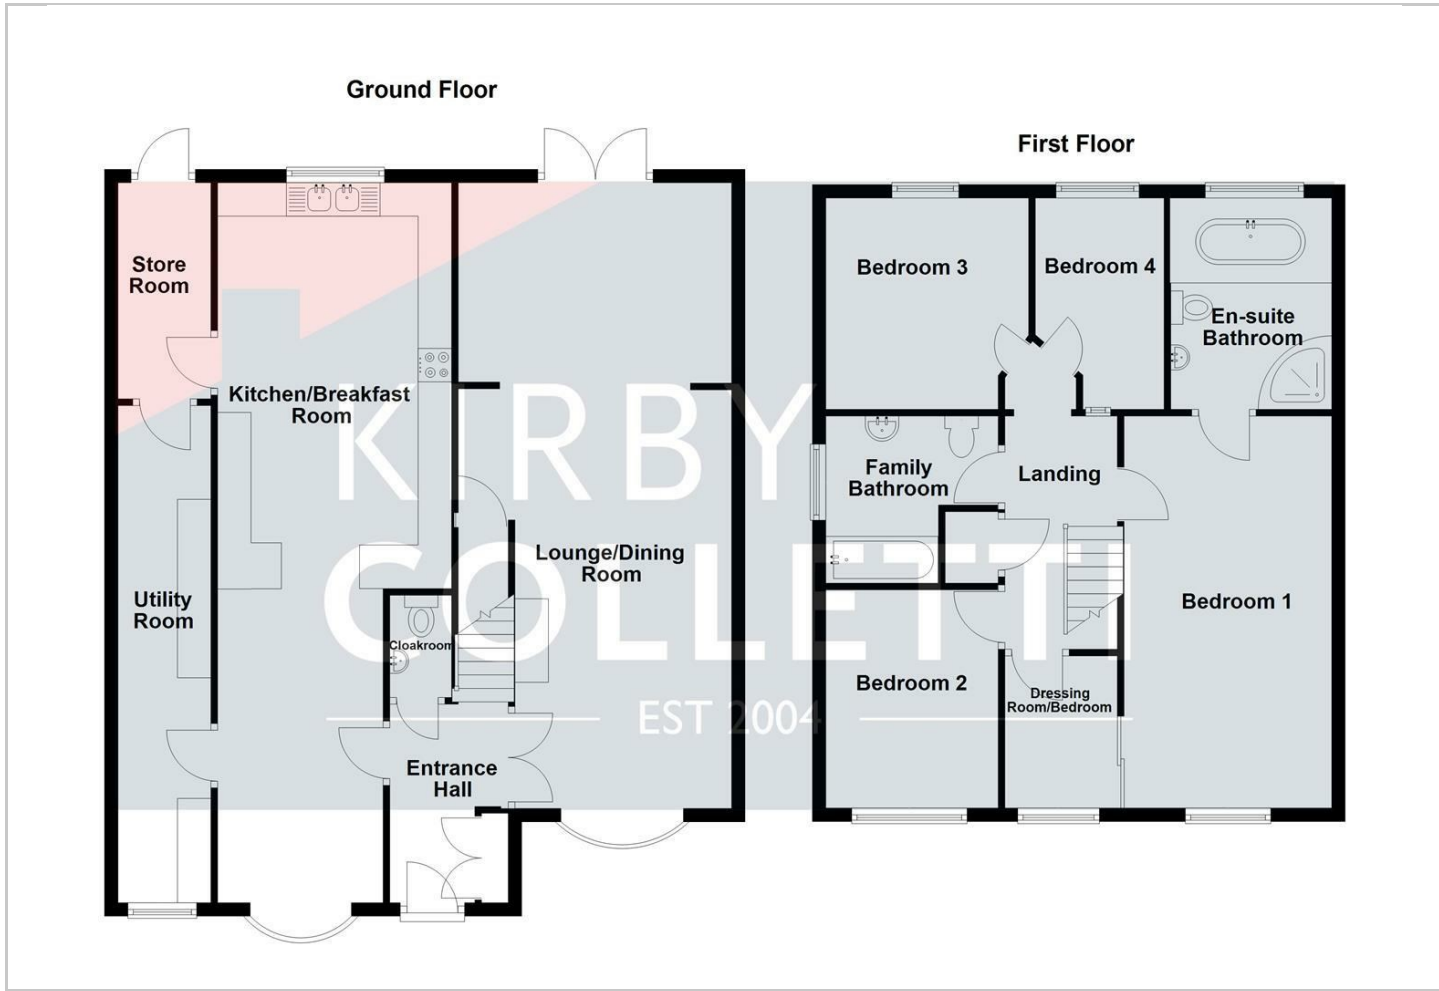 Ground Floor
First Floor
Store
Room
Kitchen/Breakfast
Room
Utility
Room
Cloakroom
Lounge/Dining
Room
Entrance
Hall
Bedroom 3
Bedroom 4
En-suite
Bathroom
Family
Bathroom
Landing
Bedroom 1
Bedroom 2
Dressing
Room/Bedroom
KIRBY
COLLETTI
EST 2004